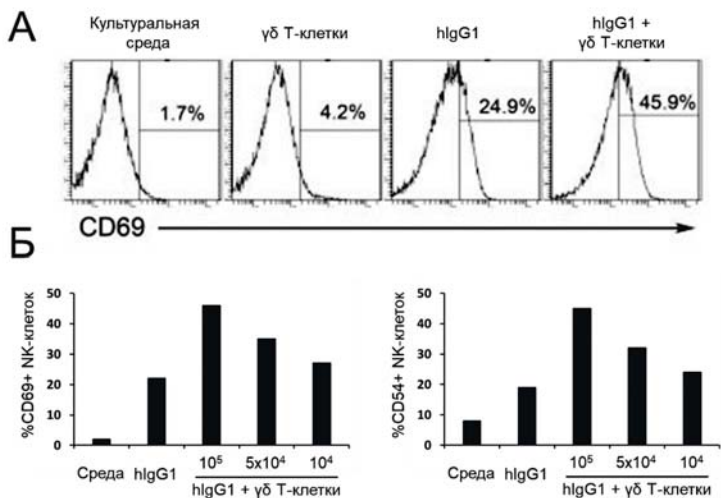 А
Культуральная
среда
γδ Т-клетки
hIgG1
hIgG1 +
γδ Т-клетки
1.7%
4.2%
24.9%
45.9%
CD69
Б
%CD69+ NK-клеток
50
40
30
20
10
0
Среда
hIgG1
10⁵
5x10⁴
10⁴
hIgG1 + γδ Т-клетки
%CD54+ NK-клеток
50
40
30
20
10
0
Среда
hIgG1
10⁵
5x10⁴
10⁴
hIgG1 + γδ Т-клетки